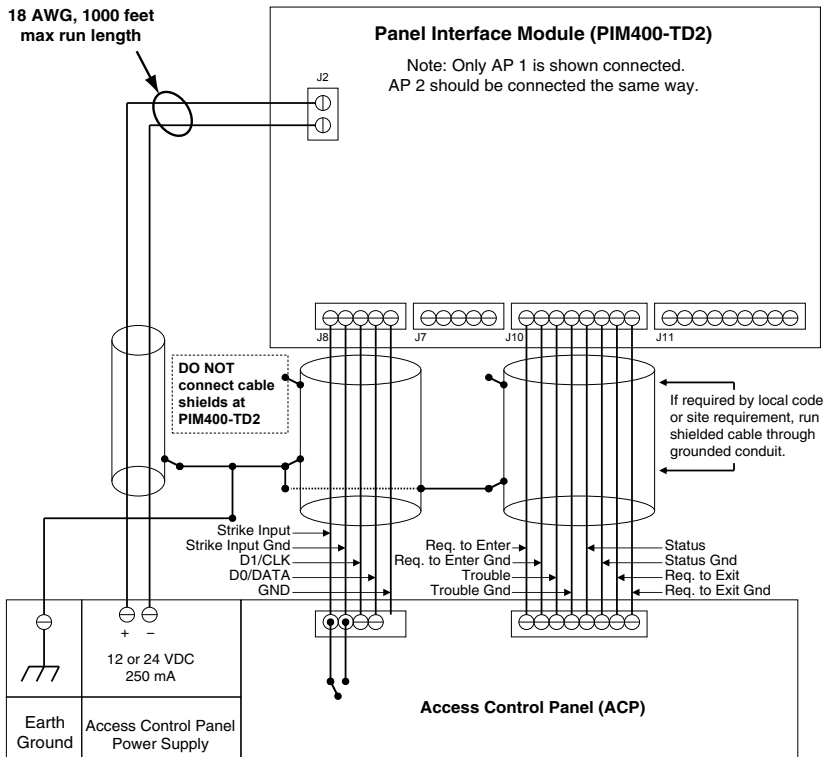 18 AWG, 1000 feet
max run length
Panel Interface Module (PIM400-TD2)
Note: Only AP 1 is shown connected.
AP 2 should be connected the same way.
J2
J8
J7
J10
J11
DO NOT
connect cable
shields at
PIM400-TD2
If required by local code
or site requirement, run
shielded cable through
grounded conduit.
Strike Input
Strike Input Gnd
D1/CLK
D0/DATA
GND
Req. to Enter
Req. to Enter Gnd
Trouble
Trouble Gnd
Status
Status Gnd
Req. to Exit
Req. to Exit Gnd
+ –
12 or 24 VDC
250 mA
Earth
Ground
Access Control Panel
Power Supply
Access Control Panel (ACP)